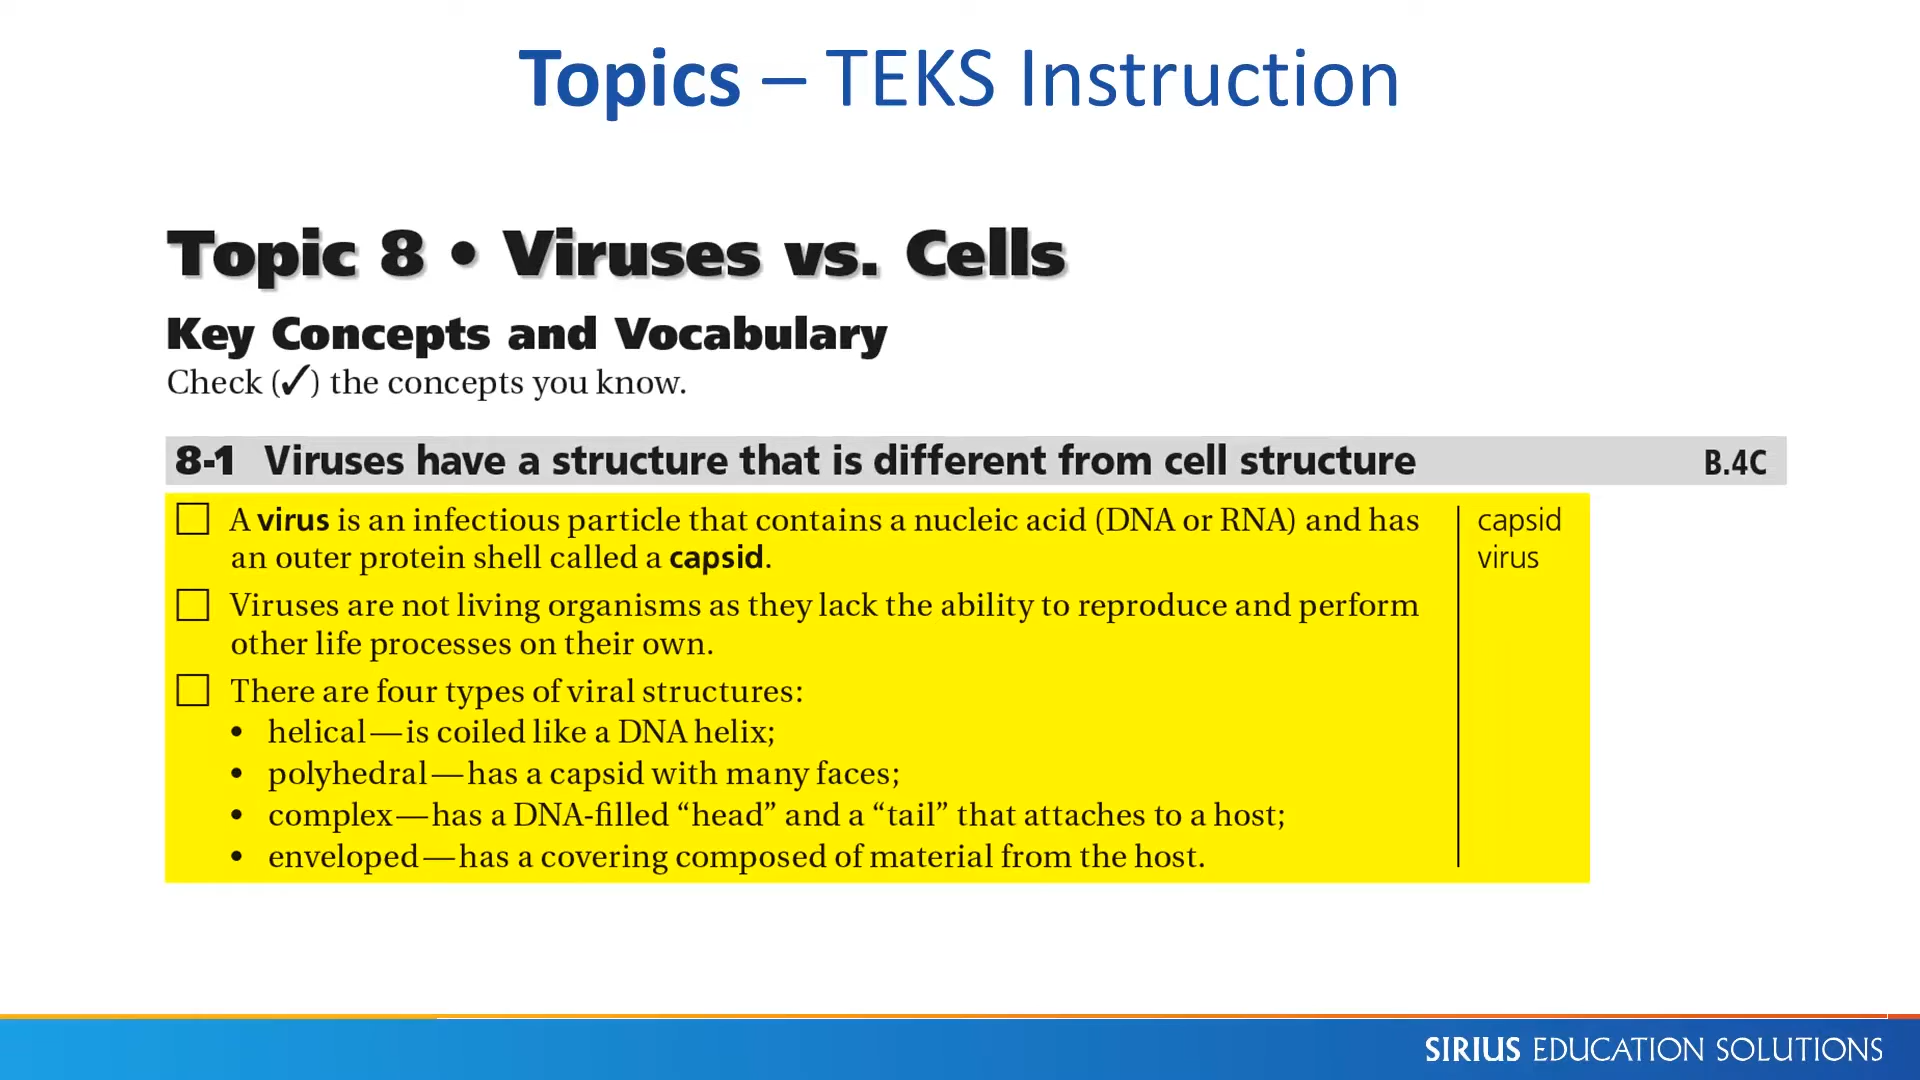 Topics – TEKS Instruction
Topic 8 • Viruses vs. Cells
Key Concepts and Vocabulary
Check (✓) the concepts you know.
8-1 Viruses have a structure that is different from cell structure B.4C
☐ A virus is an infectious particle that contains a nucleic acid (DNA or RNA) and has
an outer protein shell called a capsid.
capsid
virus
☐ Viruses are not living organisms as they lack the ability to reproduce and perform
other life processes on their own.
☐ There are four types of viral structures:
• helical—is coiled like a DNA helix;
• polyhedral—has a capsid with many faces;
• complex—has a DNA-filled “head” and a “tail” that attaches to a host;
• enveloped—has a covering composed of material from the host.
SIRIUS EDUCATION SOLUTIONS